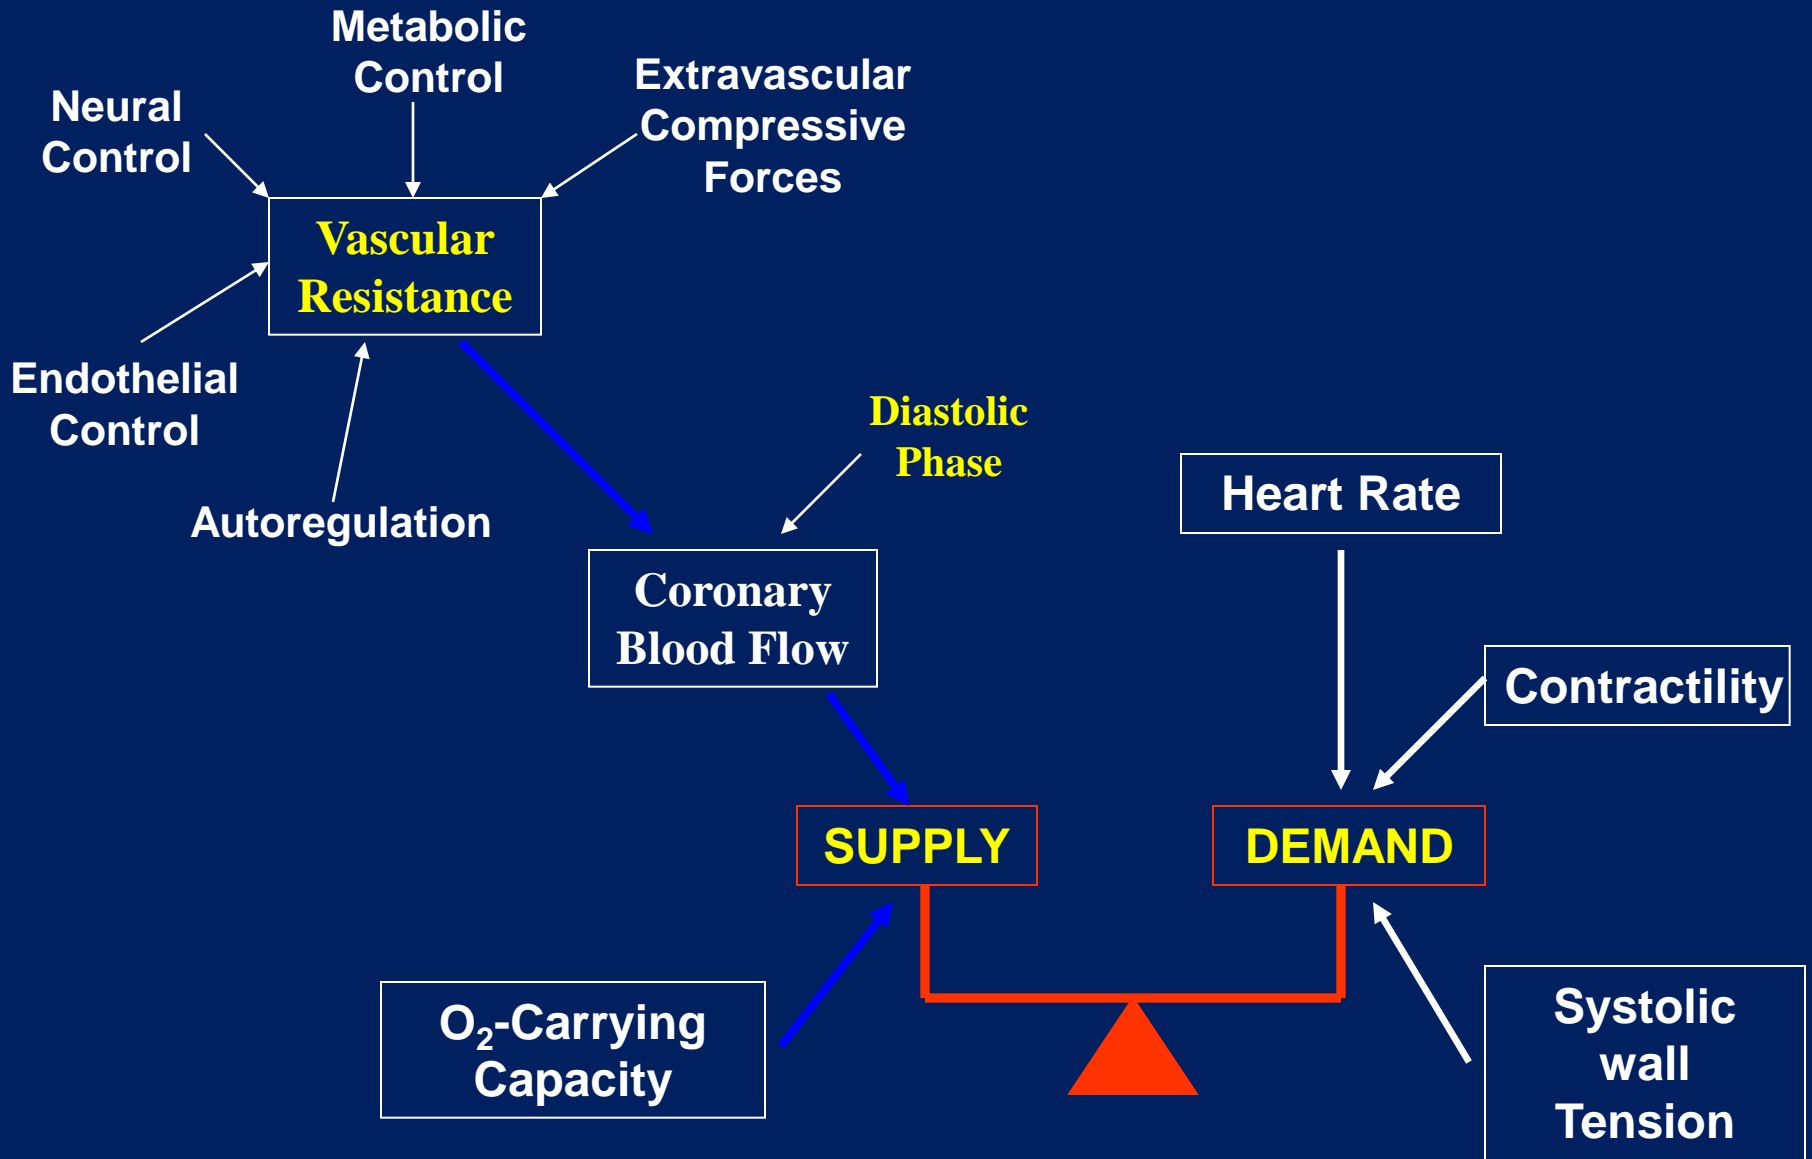 Metabolic
Control
Extravascular
Compressive
Forces
Neural
Control
Vascular
Resistance
Endothelial
Control
Autoregulation
Diastolic
Phase
Heart Rate
Coronary
Blood Flow
Contractility
SUPPLY
DEMAND
O₂-Carrying
Capacity
Systolic
wall
Tension